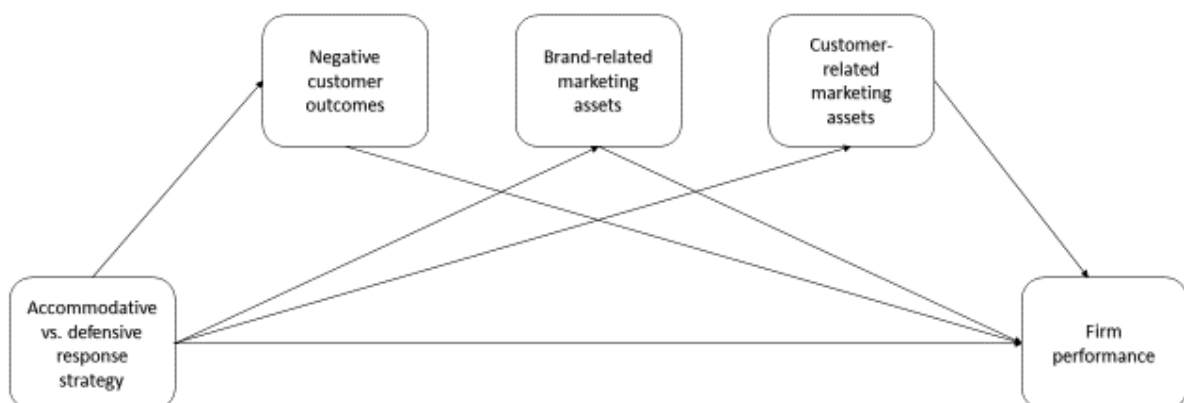 Negative
customer
outcomes
Brand-related
marketing
assets
Customer-
related
marketing
assets
Accommodative
vs. defensive
response
strategy
Firm
performance